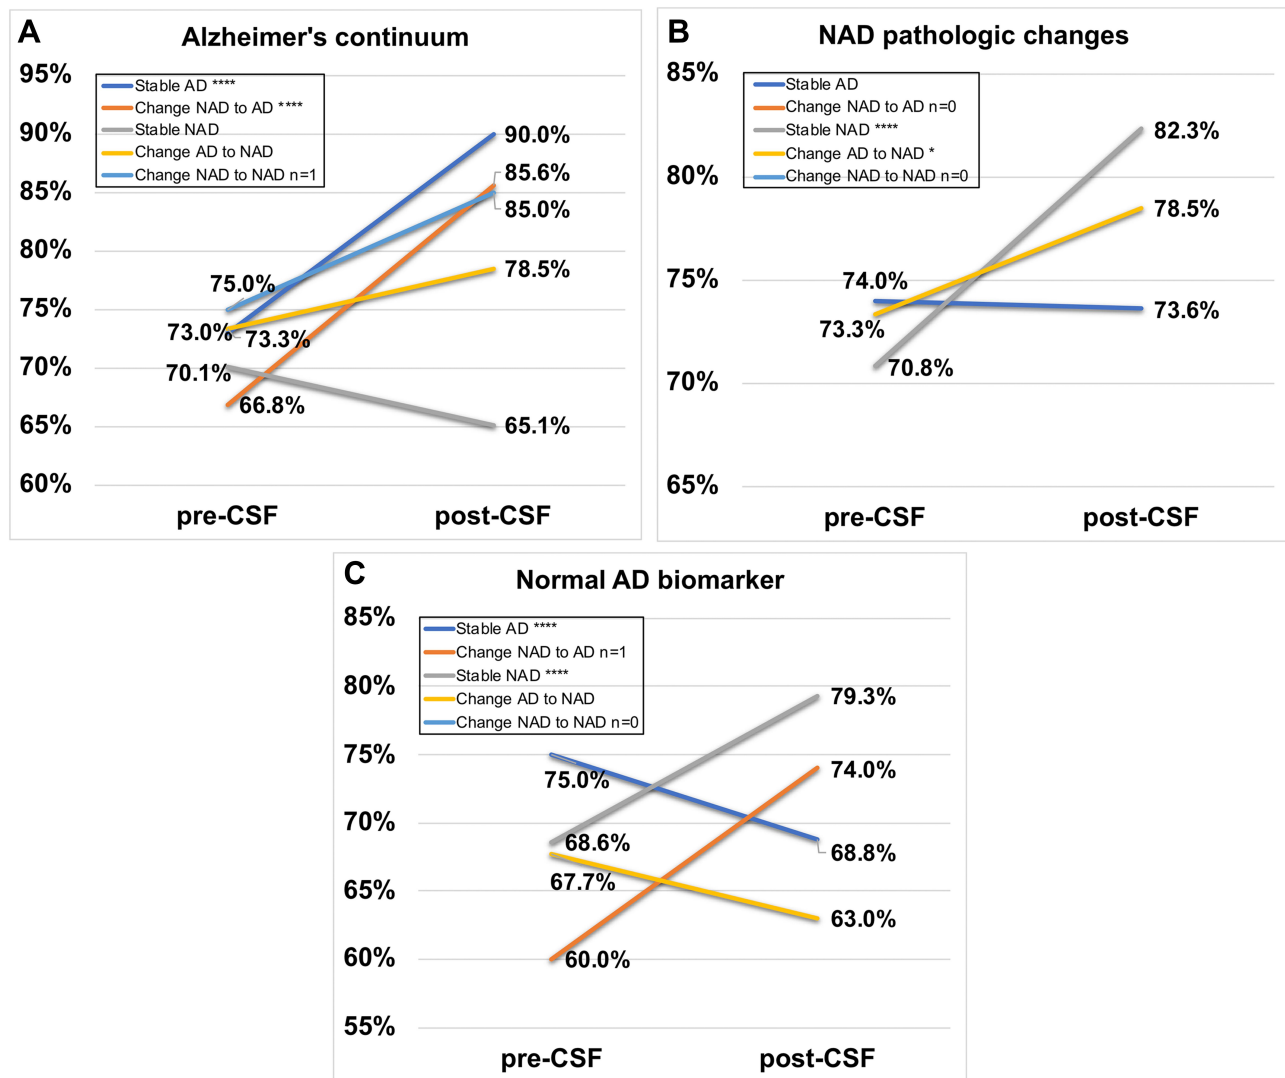 A
Alzheimer's continuum
95%
90%
85%
80%
75%
70%
65%
60%
Stable AD ****
Change NAD to AD ****
Stable NAD
Change AD to NAD
Change NAD to NAD n=1
75.0%
73.0%
73.3%
70.1%
66.8%
90.0%
85.6%
85.0%
78.5%
65.1%
pre-CSF
post-CSF
B
NAD pathologic changes
85%
80%
75%
70%
65%
Stable AD
Change NAD to AD n=0
Stable NAD ****
Change AD to NAD *
Change NAD to NAD n=0
74.0%
73.3%
70.8%
82.3%
78.5%
73.6%
pre-CSF
post-CSF
C
Normal AD biomarker
85%
80%
75%
70%
65%
60%
55%
Stable AD ****
Change NAD to AD n=1
Stable NAD ****
Change AD to NAD
Change NAD to NAD n=0
75.0%
68.6%
67.7%
60.0%
79.3%
74.0%
68.8%
63.0%
pre-CSF
post-CSF